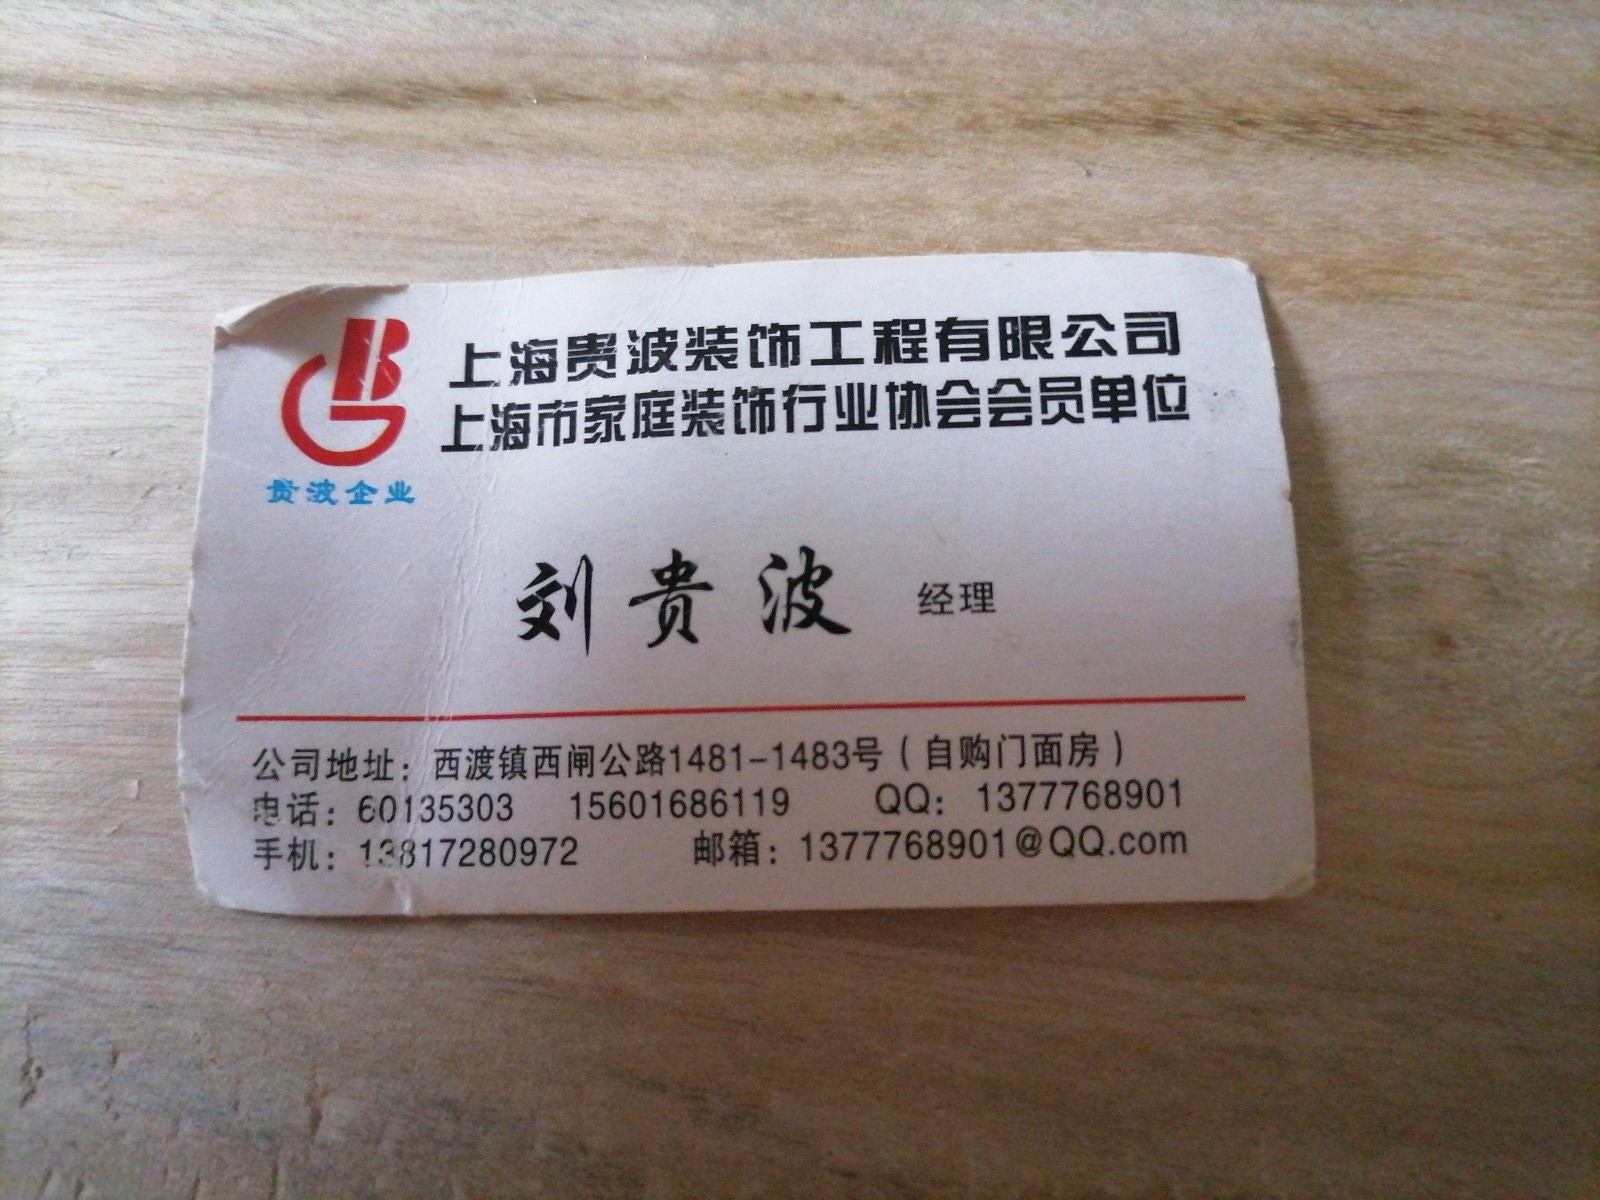 上海贵波装饰工程有限公司
上海市家庭装饰行业协会会员单位
贵波企业
刘贵波 经理
公司地址：西渡镇西闸公路1481-1483号（自购门面房）
电话：60135303 15601686119 QQ：1377768901
手机：13817280972 邮箱：1377768901@QQ.com